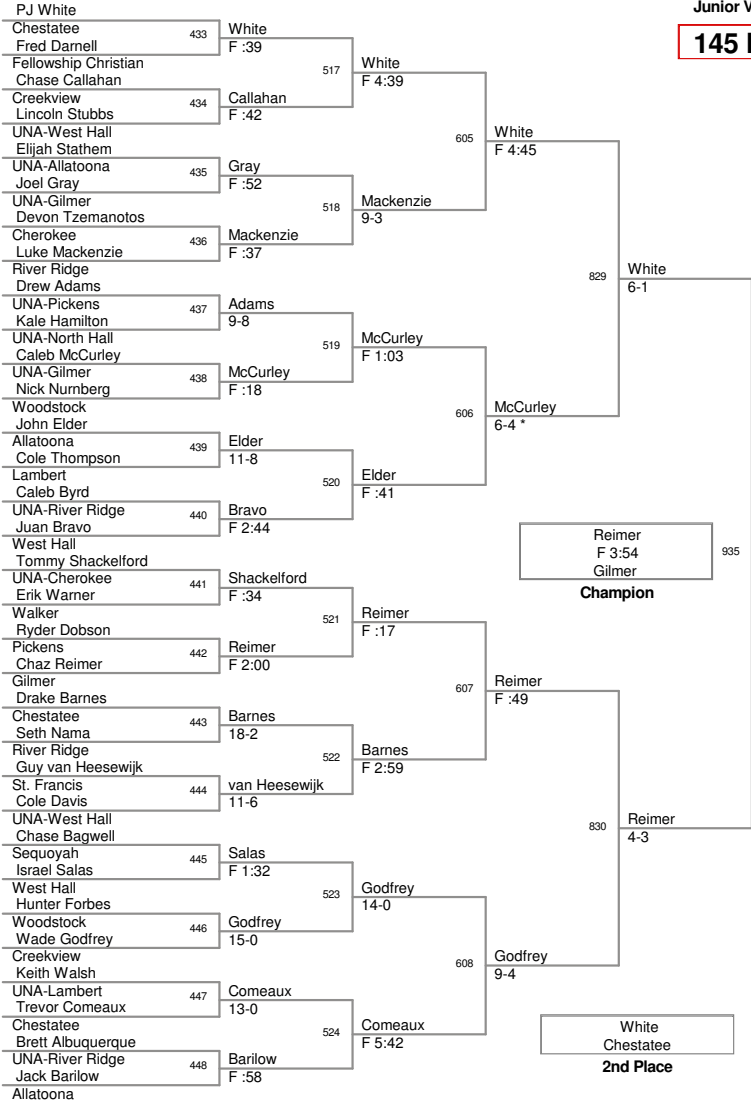 Junior V
145 l
PJ White
Chestatee
Fred Darnell
Fellowship Christian
Chase Callahan
Creekview
Lincoln Stubbs
UNA-West Hall
Elijah Stathem
UNA-Allatoona
Joel Gray
UNA-Gilmer
Devon Tzemanotos
Cherokee
Luke Mackenzie
River Ridge
Drew Adams
UNA-Pickens
Kale Hamilton
UNA-North Hall
Caleb McCurley
UNA-Gilmer
Nick Nurnberg
Woodstock
John Elder
Allatoona
Cole Thompson
Lambert
Caleb Byrd
UNA-River Ridge
Juan Bravo
West Hall
Tommy Shackelford
UNA-Cherokee
Erik Warner
Walker
Ryder Dobson
Pickens
Chaz Reimer
Gilmer
Drake Barnes
Chestatee
Seth Nama
River Ridge
Guy van Heesewijk
St. Francis
Cole Davis
UNA-West Hall
Chase Bagwell
Sequoyah
Israel Salas
West Hall
Hunter Forbes
Woodstock
Wade Godfrey
Creekview
Keith Walsh
UNA-Lambert
Trevor Comeaux
Chestatee
Brett Albuquerque
UNA-River Ridge
Jack Barilow
Allatoona
433
White
F :39
434
Callahan
F :42
435
Gray
F :52
436
Mackenzie
F :37
437
Adams
9-8
438
McCurley
F :18
439
Elder
11-8
440
Bravo
F 2:44
441
Shackelford
F :34
442
Reimer
F 2:00
443
Barnes
18-2
444
van Heesewijk
11-6
445
Salas
F 1:32
446
Godfrey
15-0
447
Comeaux
13-0
448
Barilow
F :58
517
White
F 4:39
518
Mackenzie
9-3
519
McCurley
F 1:03
520
Elder
F :41
521
Reimer
F :17
522
Barnes
F 2:59
523
Godfrey
14-0
524
Comeaux
F 5:42
605
White
F 4:45
606
McCurley
6-4 *
607
Reimer
F :49
608
Godfrey
9-4
829
White
6-1
830
Reimer
4-3
Reimer
F 3:54
Gilmer
935
Champion
White
Chestatee
2nd Place